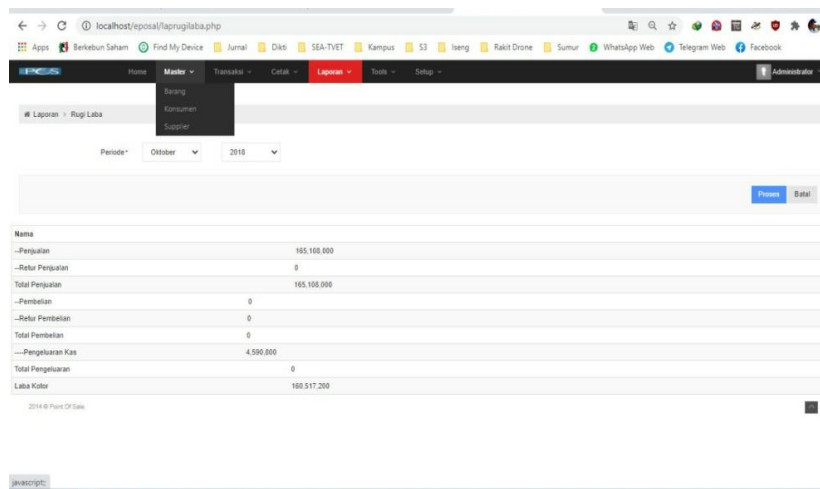 localhost/eposal/laprugilaba.php
Apps Berkebun Saham Find My Device Jurnal Dikti SEA-TVET Kampus S3 Iseng Rakit Drone Sumur WhatsApp Web Telegram Web Facebook
Home Master Transaksi Cetak Laporan Tools Setup Administrator
Barang
Konsumen
Supplier
Laporan > Rugi Laba
Periode* Oktober 2018
Proses Batal
Nama
--Penjualan 165,108,000
--Retur Penjualan 0
Total Penjualan 165,108,000
--Pembelian 0
--Retur Pembelian 0
Total Pembelian 0
----Pengeluaran Kas 4,590,800
Total Pengeluaran 0
Laba Kotor 160,517,200
2014 © Point Of Sale.
javascript:;